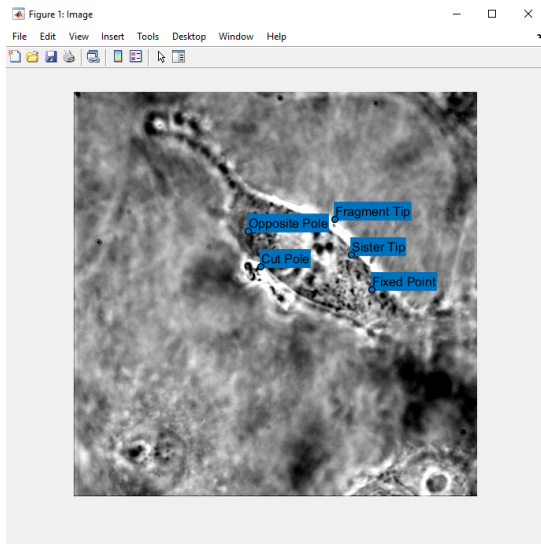 Figure 1: Image
File Edit View Insert Tools Desktop Window Help
Fragment Tip
Opposite Pole
Sister Tip
Cut Pole
Fixed Point